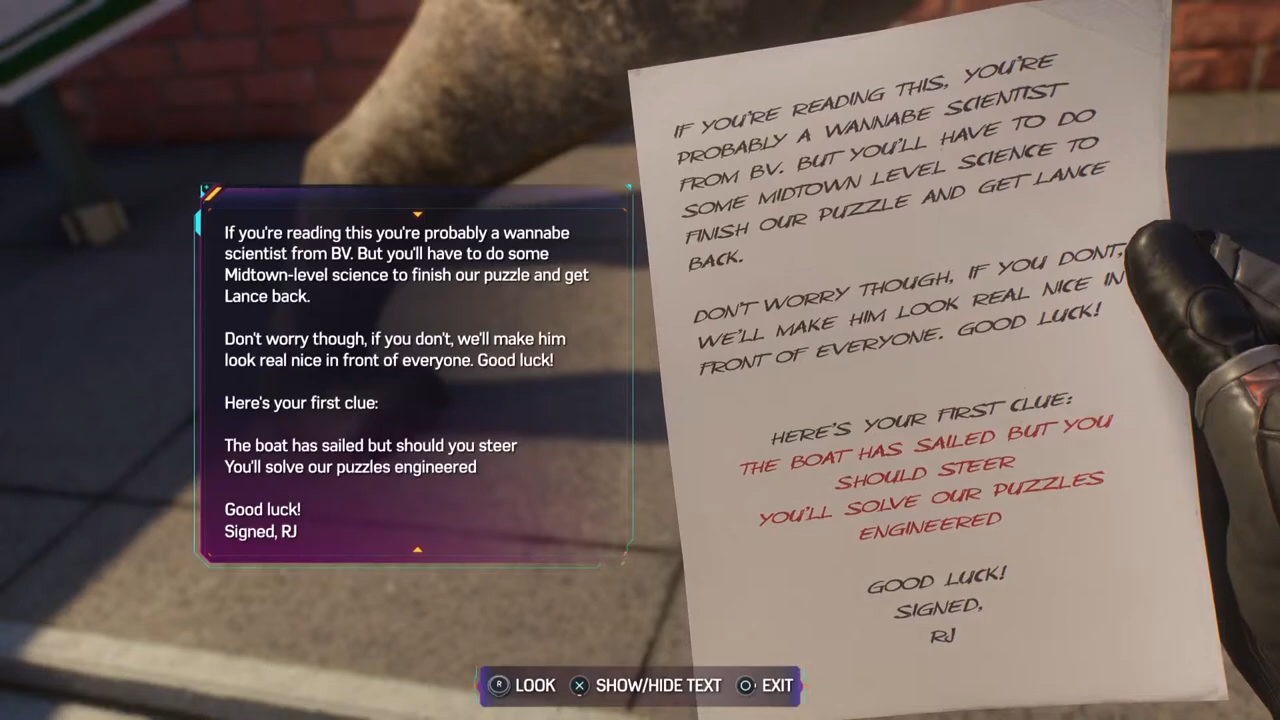 If you're reading this you're probably a wannabe
scientist from BV. But you'll have to do some
Midtown-level science to finish our puzzle and get
Lance back.
Don't worry though, if you don't, we'll make him
look real nice in front of everyone. Good luck!
Here's your first clue:
The boat has sailed but should you steer
You'll solve our puzzles engineered
Good luck!
Signed, RJ
IF YOU'RE READING THIS, YOU'RE
PROBABLY A WANNABE SCIENTIST
FROM BV. BUT YOU'LL HAVE TO DO
SOME MIDTOWN LEVEL SCIENCE TO
FINISH OUR PUZZLE AND GET LANCE
BACK.
DON'T WORRY THOUGH, IF YOU DONT,
WE'LL MAKE HIM LOOK REAL NICE IN
FRONT OF EVERYONE. GOOD LUCK!
HERE'S YOUR FIRST CLUE:
THE BOAT HAS SAILED BUT YOU
SHOULD STEER
YOU'LL SOLVE OUR PUZZLES
ENGINEERED
GOOD LUCK!
SIGNED,
RJ
R LOOK SHOW/HIDE TEXT EXIT